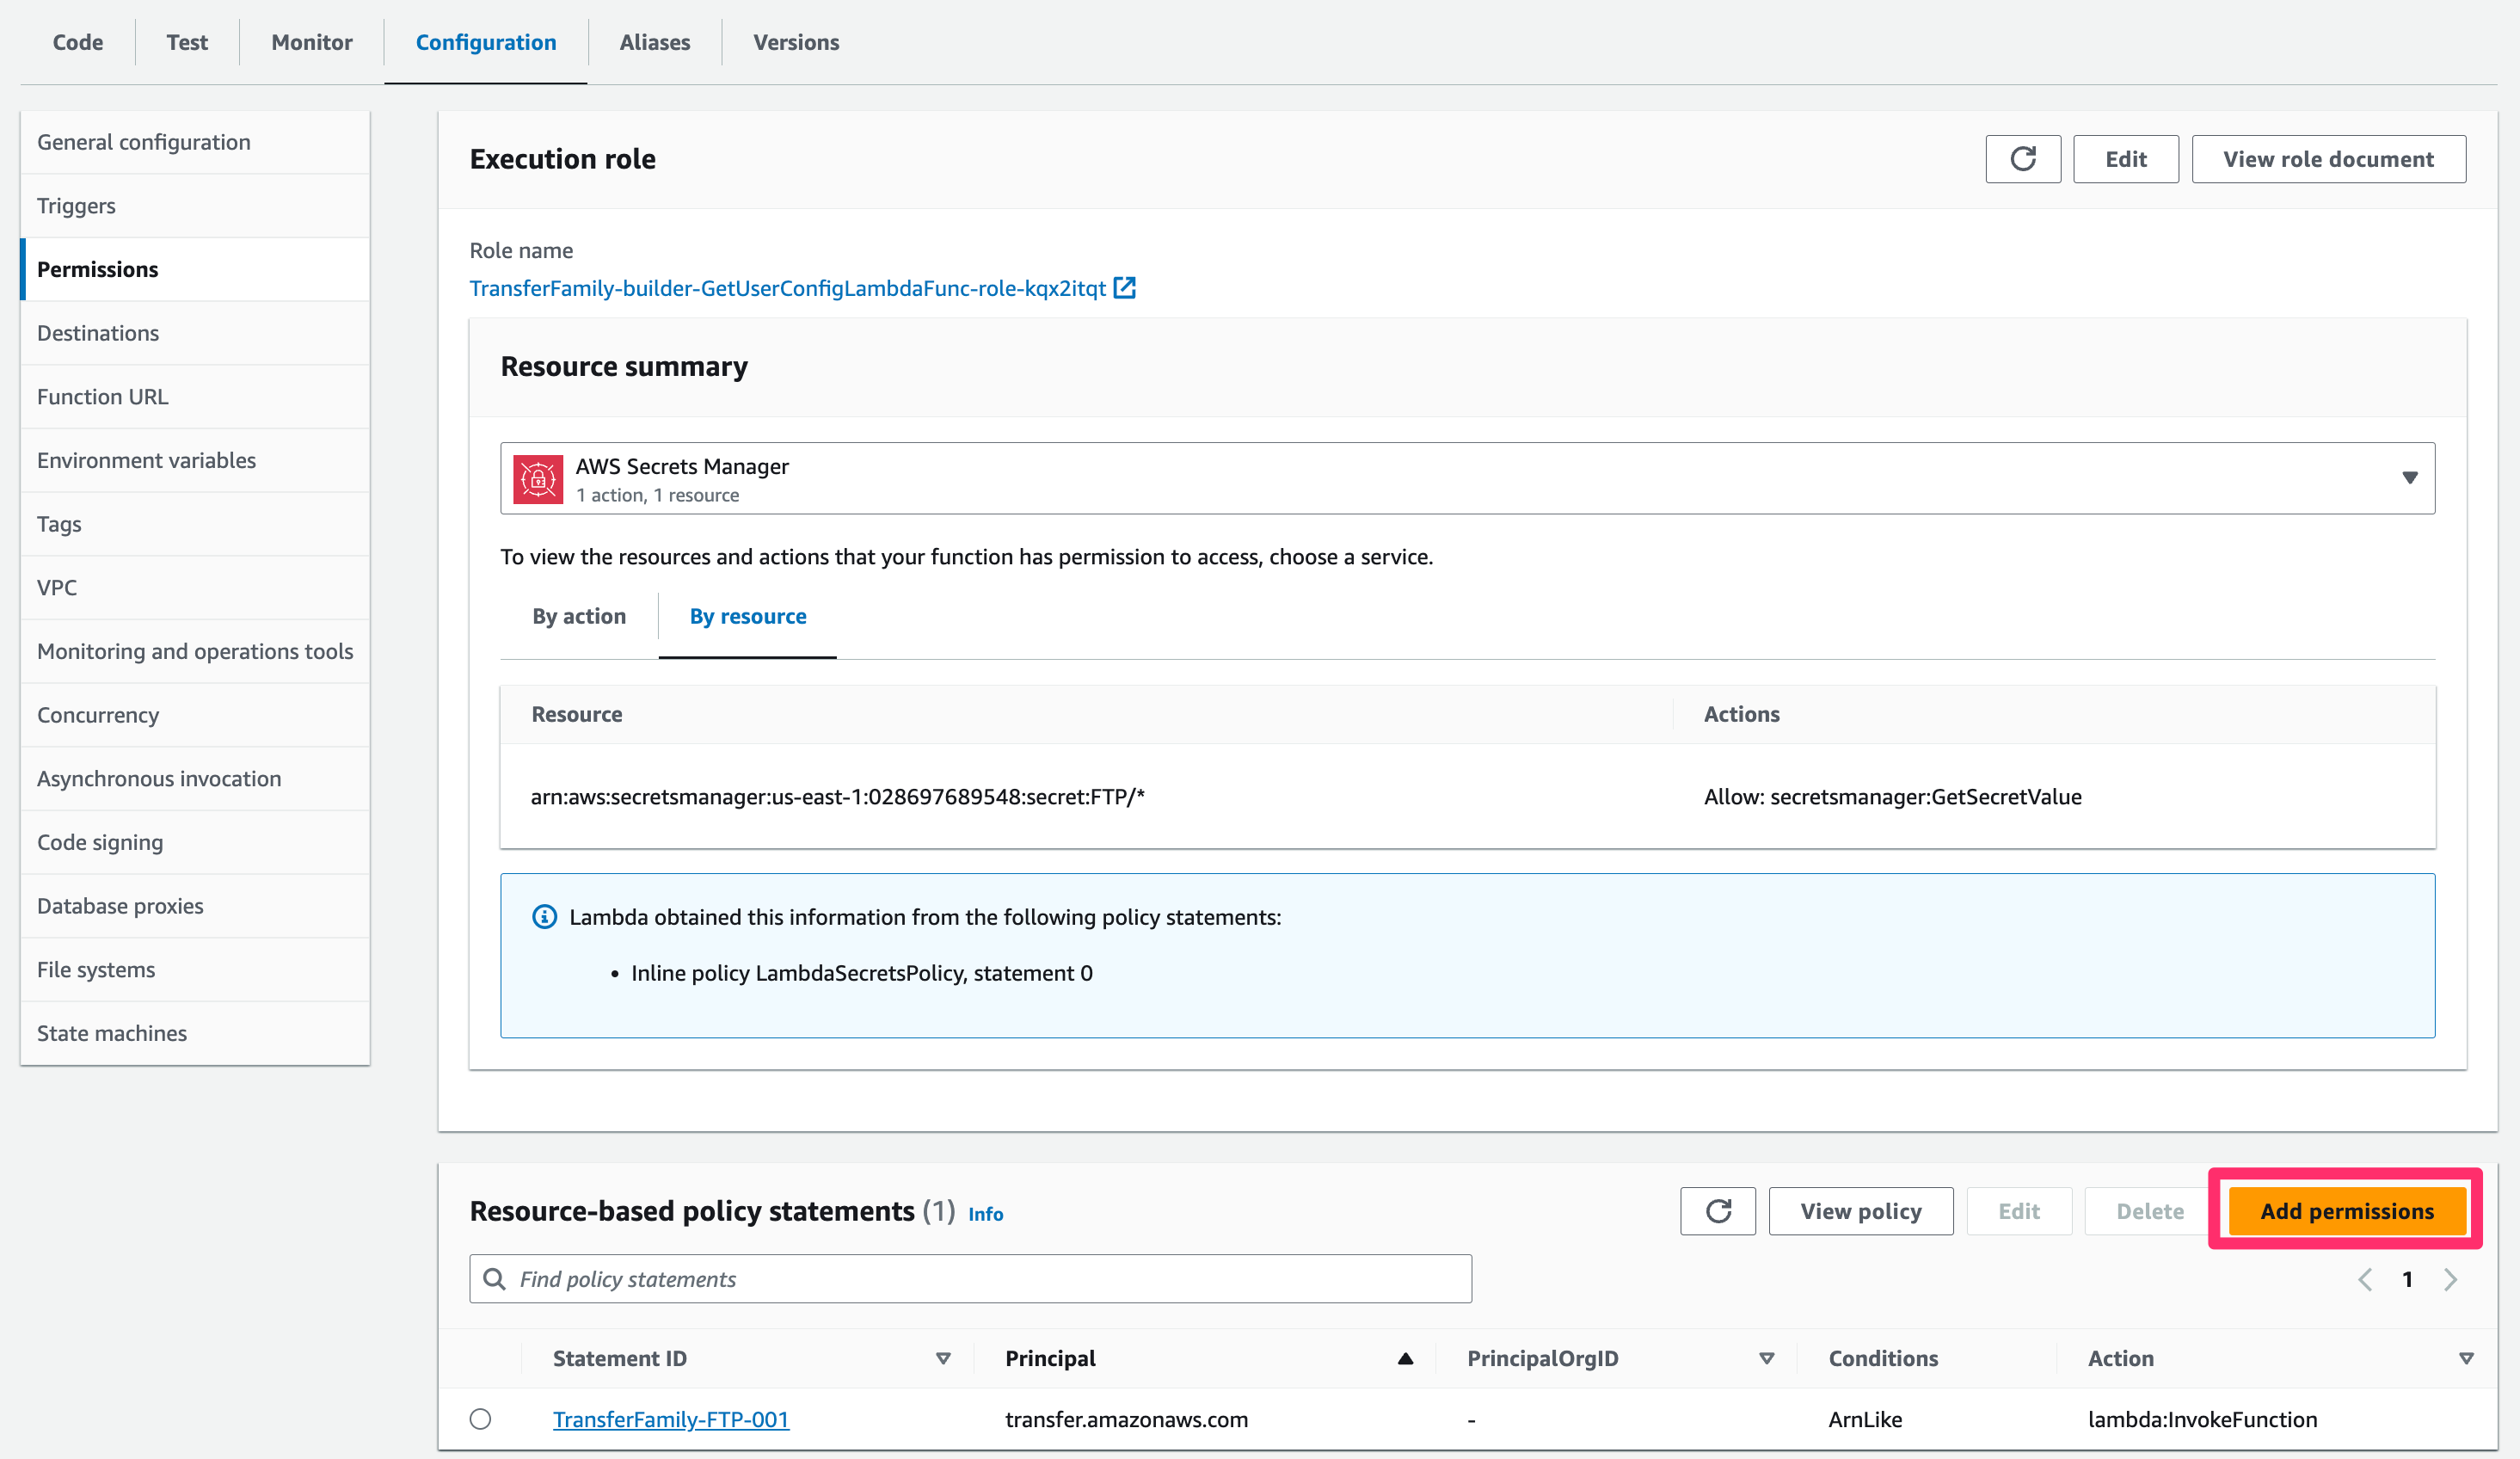 Code Test Monitor Configuration Aliases Versions
General configuration
Triggers
Permissions
Destinations
Function URL
Environment variables
Tags
VPC
Monitoring and operations tools
Concurrency
Asynchronous invocation
Code signing
Database proxies
File systems
State machines
Execution role
Edit View role document
Role name
TransferFamily-builder-GetUserConfigLambdaFunc-role-kqx2itqt
Resource summary
AWS Secrets Manager
1 action, 1 resource
To view the resources and actions that your function has permission to access, choose a service.
By action By resource
Resource Actions
arn:aws:secretsmanager:us-east-1:028697689548:secret:FTP/* Allow: secretsmanager:GetSecretValue
Lambda obtained this information from the following policy statements:
• Inline policy LambdaSecretsPolicy, statement 0
Resource-based policy statements (1) Info
View policy Edit Delete Add permissions
Find policy statements
1
Statement ID Principal PrincipalOrgID Conditions Action
TransferFamily-FTP-001 transfer.amazonaws.com - ArnLike lambda:InvokeFunction